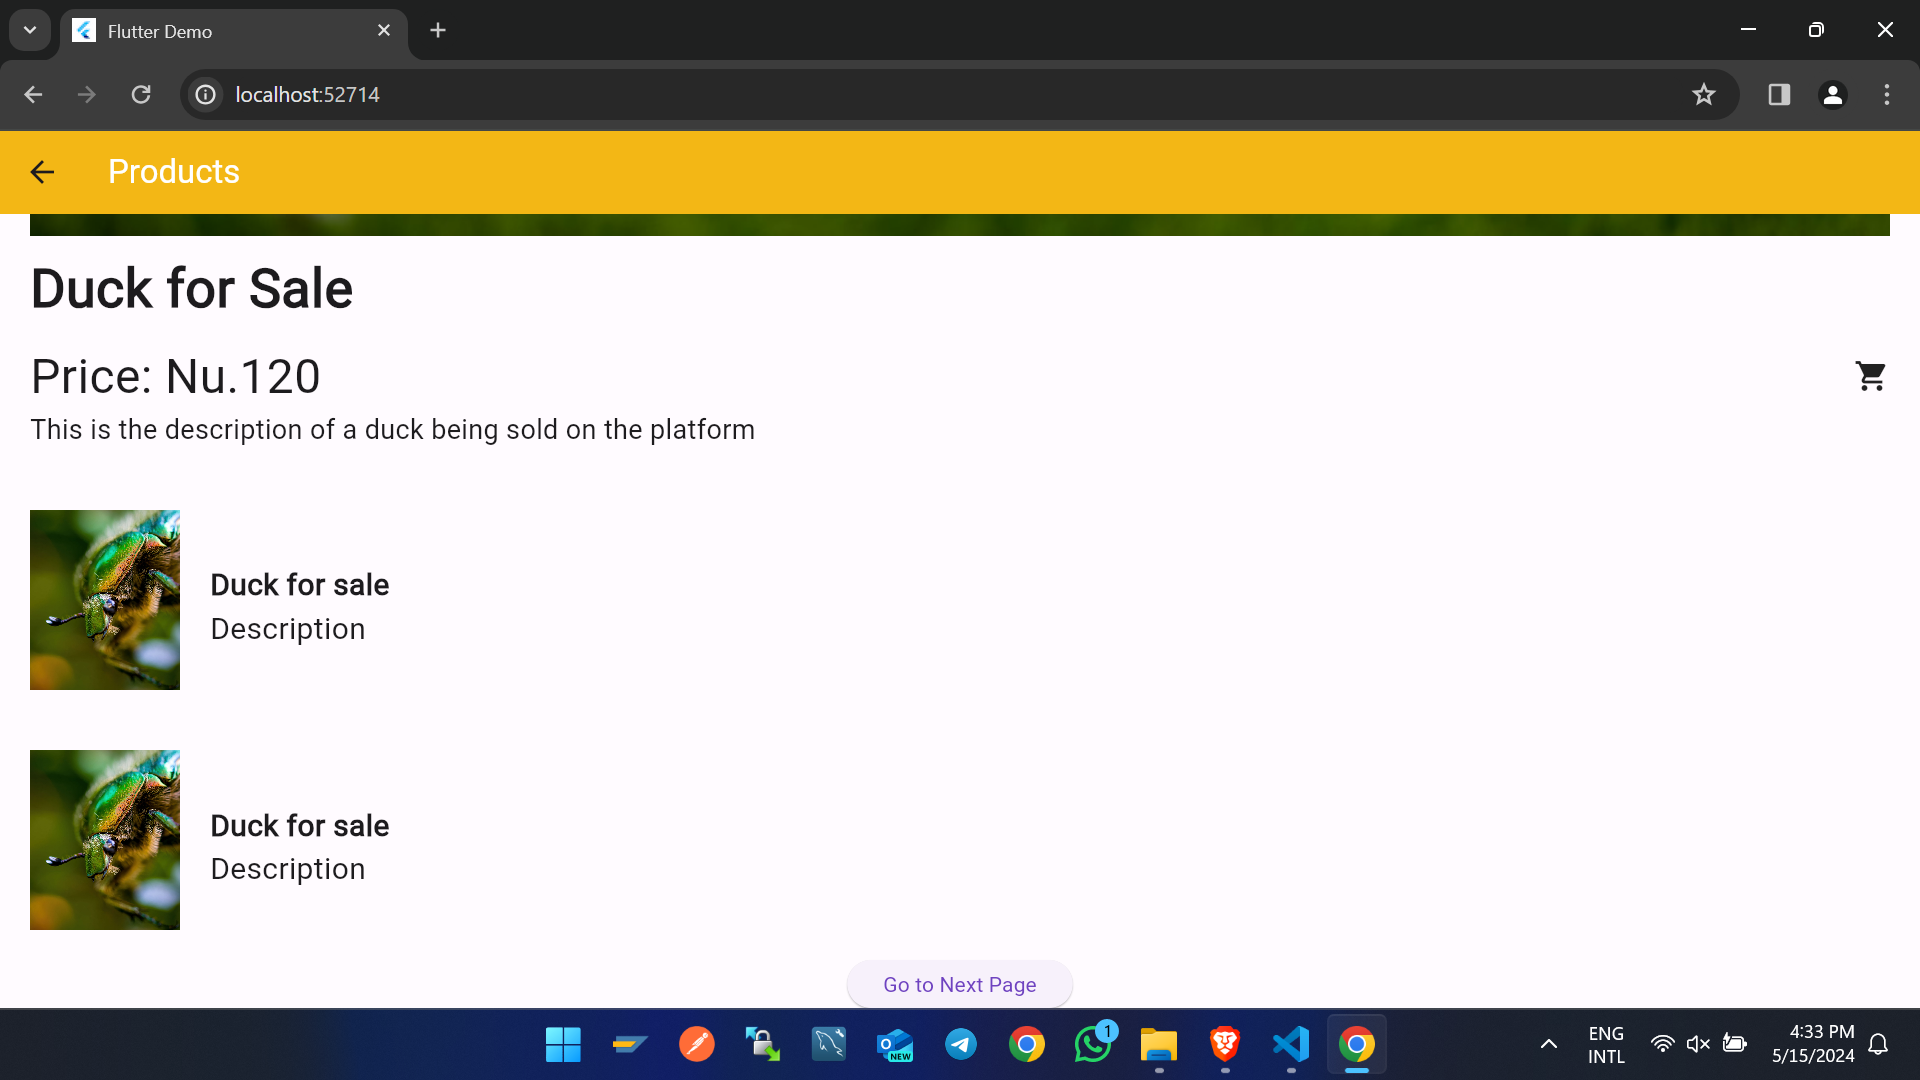 Flutter Demo
localhost:52714
Products
Duck for Sale
Price: Nu.120
This is the description of a duck being sold on the platform
Duck for sale
Description
Duck for sale
Description
Go to Next Page
O
NEW
1
ENG
INTL
4:33 PM
5/15/2024